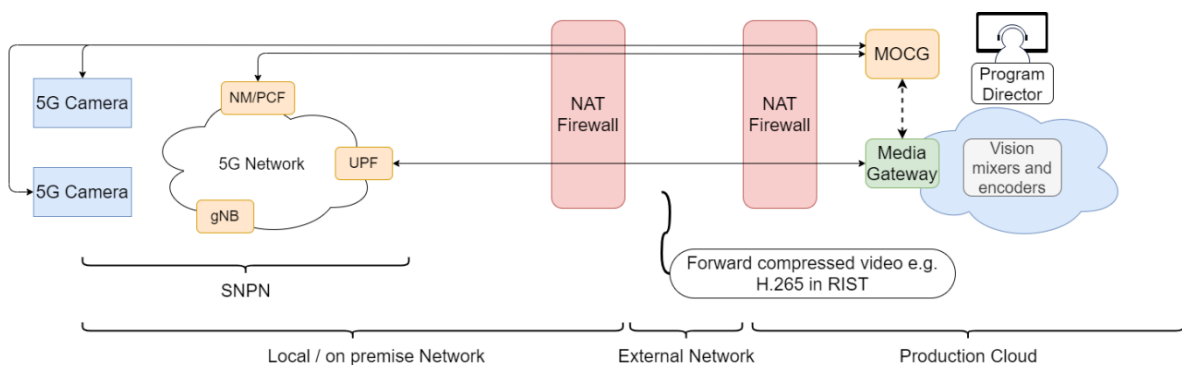 MOCG
Program
Director
5G Camera
NM/PCF
NAT
Firewall
NAT
Firewall
5G Network
UPF
Media
Gateway
Vision
mixers and
encoders
5G Camera
gNB
Forward compressed video e.g.
H.265 in RIST
SNPN
Local / on premise Network
External Network
Production Cloud